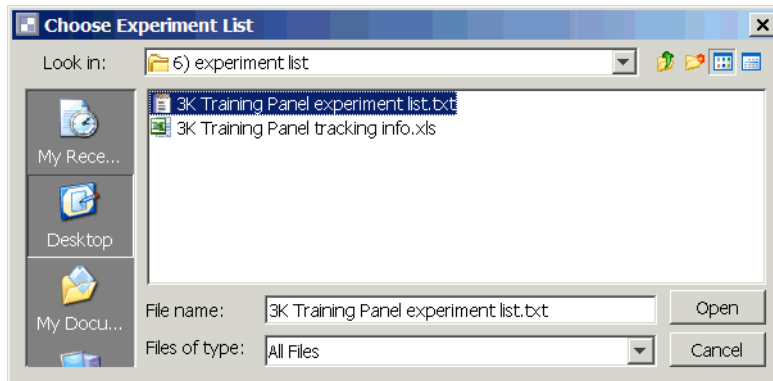 Choose Experiment List
Look in:
6) experiment list
3K Training Panel experiment list.txt
3K Training Panel tracking info.xls
My Rece...
Desktop
My Docu...
File name:
3K Training Panel experiment list.txt
Open
Files of type:
All Files
Cancel